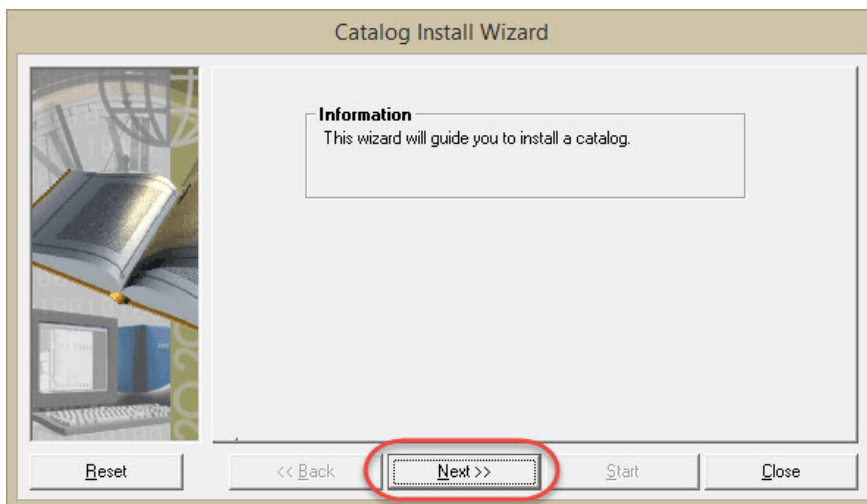 Catalog Install Wizard
Information
This wizard will guide you to install a catalog.
Reset
<< Back
Next >>
Start
Close